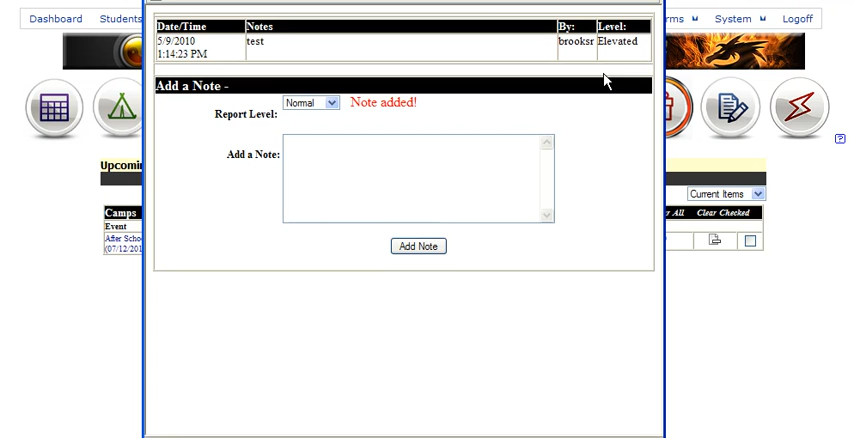 Dashboard Students rms System Logoff
Date/Time Notes By: Level:
5/9/2010 test brooksr Elevated
1:14:23 PM
Add a Note -
Report Level: Normal Note added!
Add a Note:
Add Note
Upcomin
Current Items
Camps All Clear Checked
Event
After Scho
(07/12/201
?